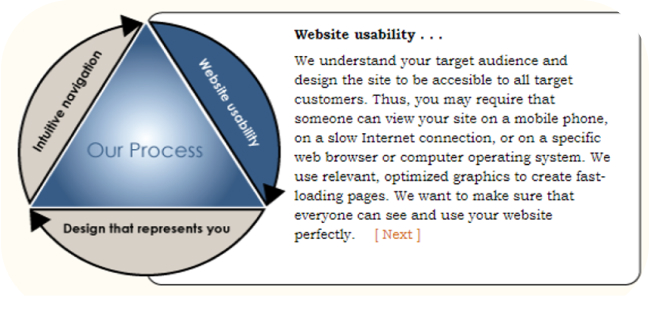 Intuitive navigation
Website usability
Our Process
Design that represents you
Website usability . . .
We understand your target audience and
design the site to be accesible to all target
customers. Thus, you may require that
someone can view your site on a mobile phone,
on a slow Internet connection, or on a specific
web browser or computer operating system. We
use relevant, optimized graphics to create fast-
loading pages. We want to make sure that
everyone can see and use your website
perfectly. [ Next ]